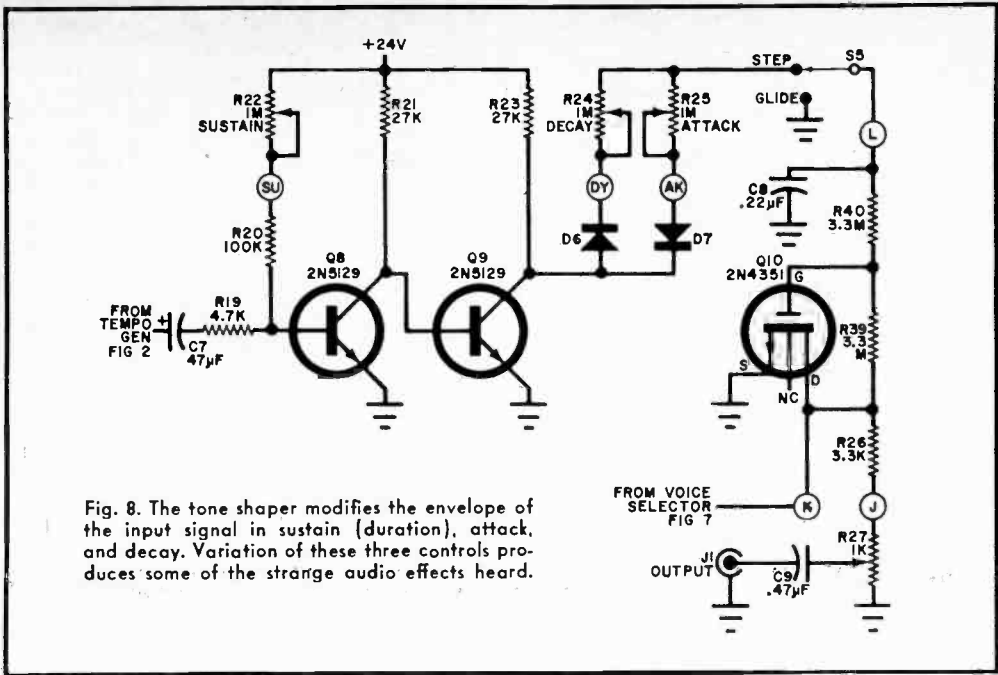 +24V
R22
1M
SUSTAIN
R21
27K
R23
27K
R24
1M
DECAY
R25
1M
ATTACK
STEP
S5
GLIDE
L
SU
DY
AK
C8
.22µF
R40
3.3M
R20
100K
D6
D7
Q8
2N5129
Q9
2N5129
Q10
2N4351
G
FROM
TEMPO
GEN
FIG 2
+
C7
47µF
R19
4.7K
R39
3.3
M
S
D
NC
R26
3.3K
FROM VOICE
SELECTOR
FIG 7
K
J
R27
1K
J1
OUTPUT
C9
.47µF
Fig. 8. The tone shaper modifies the envelope of
the input signal in sustain (duration), attack,
and decay. Variation of these three controls pro-
duces some of the strange audio effects heard.